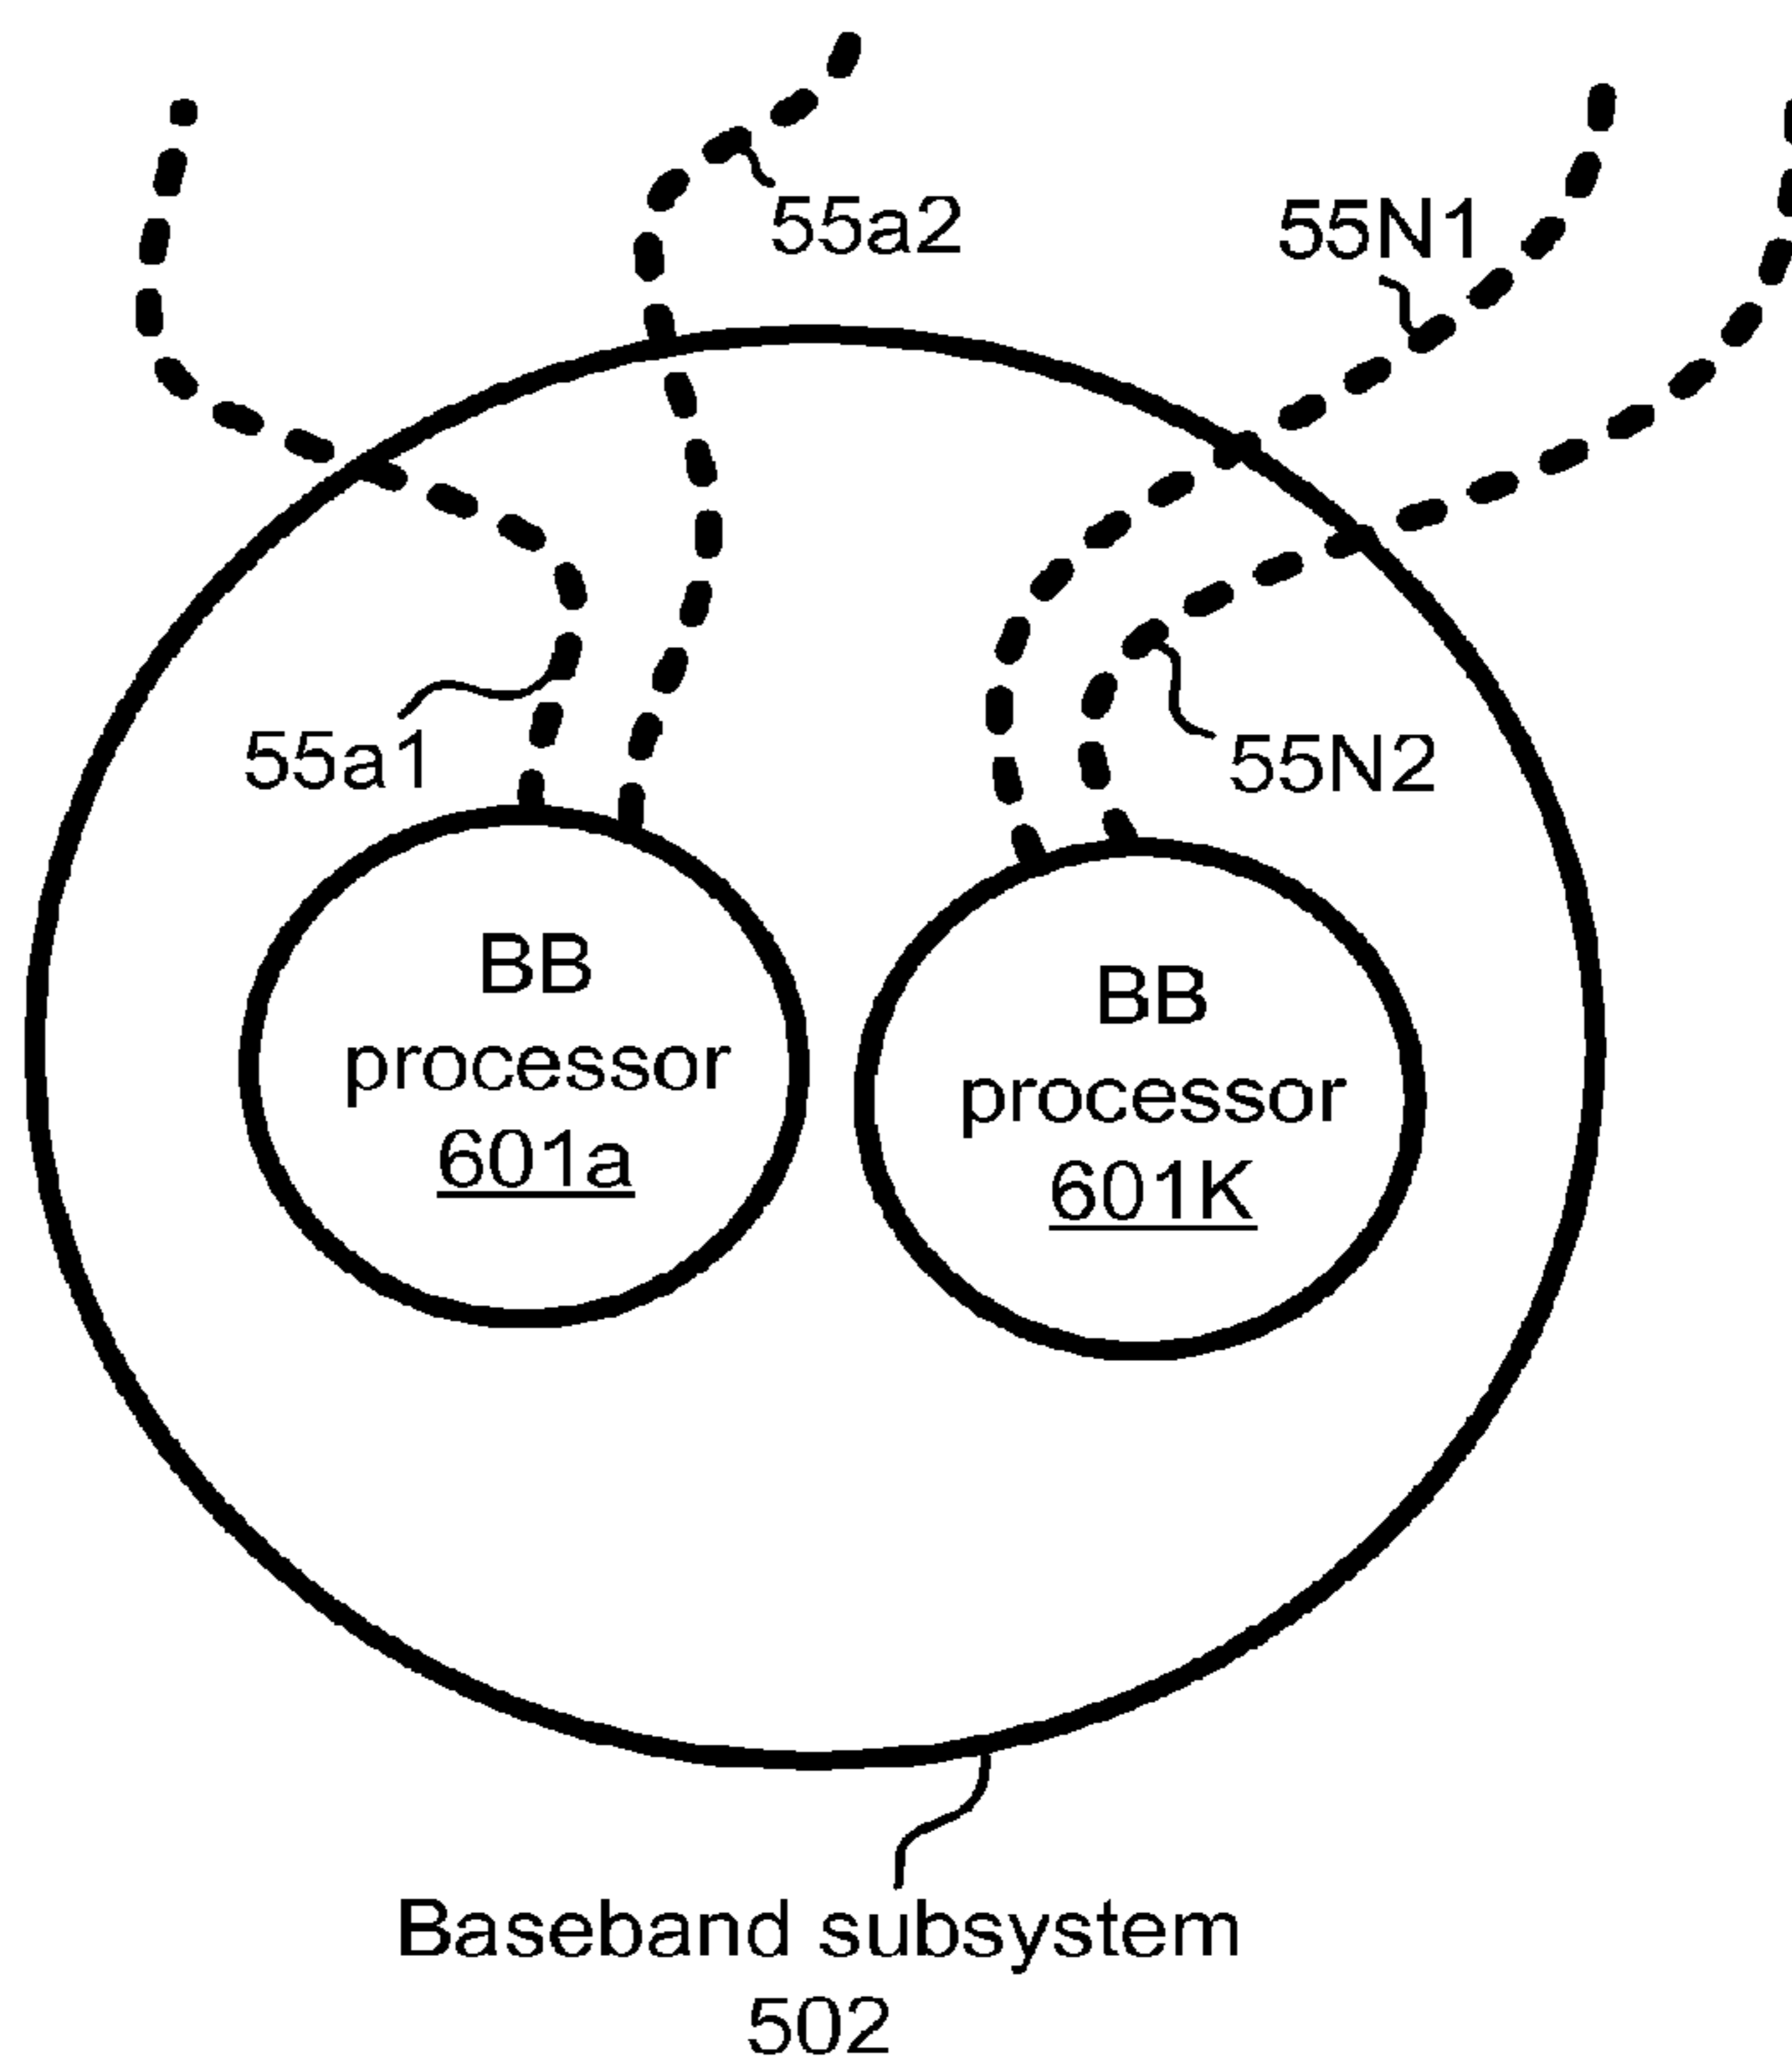 55a2
55N1
55a1
55N2
BB
processor
601a
BB
processor
601K
Baseband subsystem
502